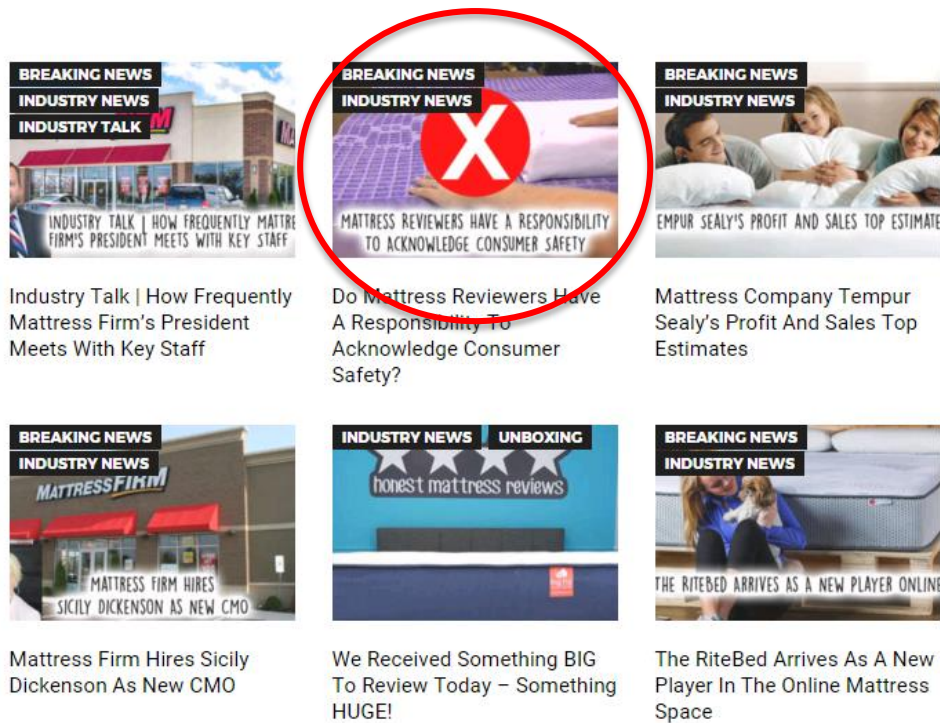 BREAKING NEWS
INDUSTRY NEWS
INDUSTRY TALK
INDUSTRY TALK | HOW FREQUENTLY MATTRE
FIRM'S PRESIDENT MEETS WITH KEY STAFF
Industry Talk | How Frequently
Mattress Firm's President
Meets With Key Staff
BREAKING NEWS
INDUSTRY NEWS
X
MATTRESS REVIEWERS HAVE A RESPONSIBILITY
TO ACKNOWLEDGE CONSUMER SAFETY
Do Mattress Reviewers Have
A Responsibility To
Acknowledge Consumer
Safety?
BREAKING NEWS
INDUSTRY NEWS
EMPUR SEALY'S PROFIT AND SALES TOP ESTIMATE
Mattress Company Tempur
Sealy's Profit And Sales Top
Estimates
BREAKING NEWS
INDUSTRY NEWS
MATTRESSFIRM
MATTRESS FIRM HIRES
SICILY DICKENSON AS NEW CMO
Mattress Firm Hires Sicily
Dickenson As New CMO
INDUSTRY NEWS UNBOXING
honest mattress reviews
We Received Something BIG
To Review Today – Something
HUGE!
BREAKING NEWS
INDUSTRY NEWS
THE RITEBED ARRIVES AS A NEW PLAYER ONLINE
The RiteBed Arrives As A New
Player In The Online Mattress
Space